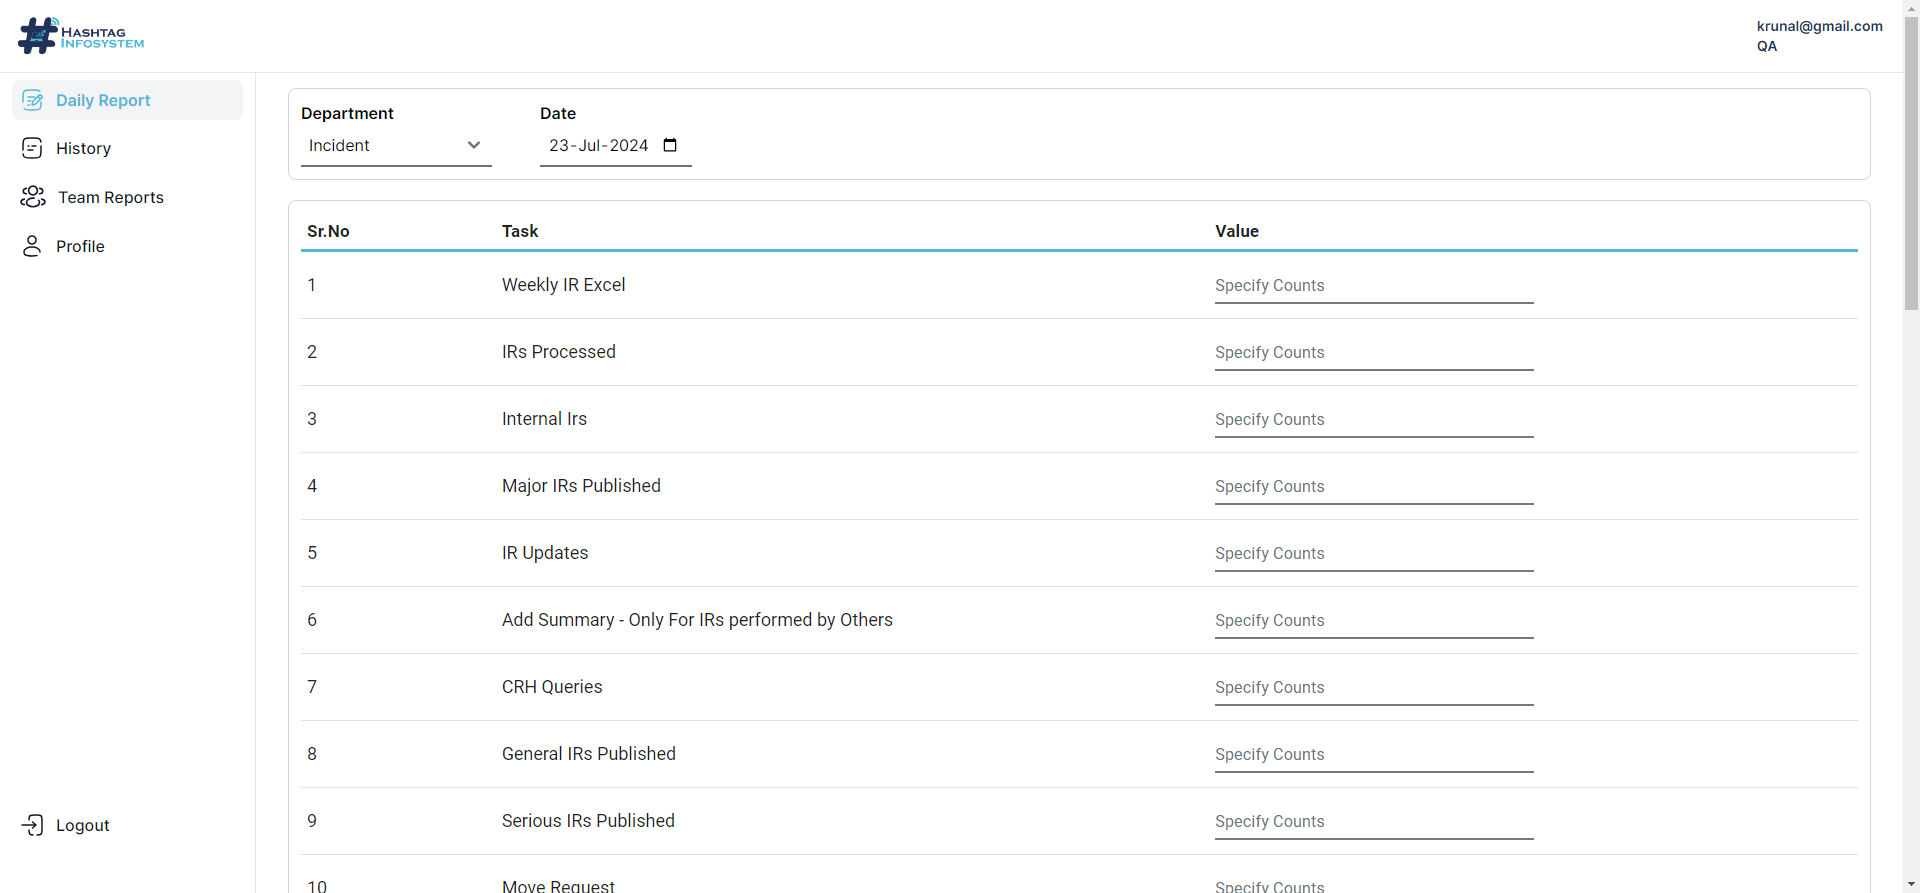 HASHTAG
INFOSYSTEM
krunal@gmail.com
QA
Daily Report
History
Team Reports
Profile
Logout
Department
Date
Incident
23-Jul-2024
Sr.No Task Value
1 Weekly IR Excel Specify Counts
2 IRs Processed Specify Counts
3 Internal Irs Specify Counts
4 Major IRs Published Specify Counts
5 IR Updates Specify Counts
6 Add Summary - Only For IRs performed by Others Specify Counts
7 CRH Queries Specify Counts
8 General IRs Published Specify Counts
9 Serious IRs Published Specify Counts
10 Move Request Specify Counts